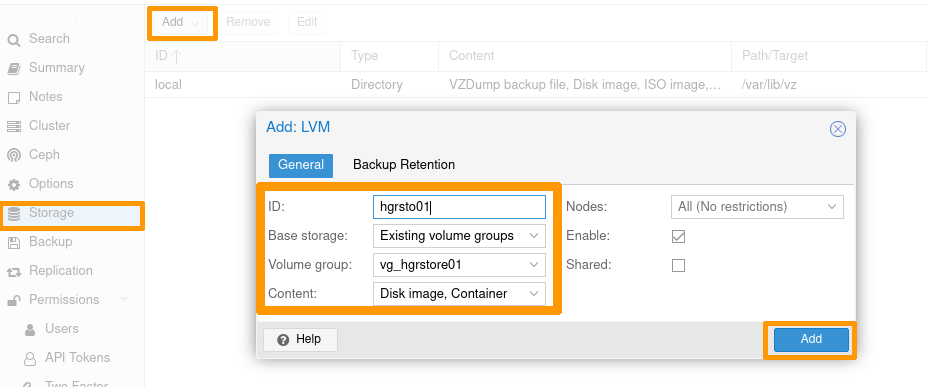 Add Remove Edit
Search
ID Type Content Path/Target
Summary
local Directory VZDump backup file, Disk image, ISO image,... /var/lib/vz
Notes
Cluster
Ceph
Options
Storage
Backup
Replication
Permissions
Users
API Tokens
Two Factor
Add: LVM
General Backup Retention
ID: hgrsto01 Nodes: All (No restrictions)
Base storage: Existing volume groups Enable:
Volume group: vg_hgrstore01 Shared:
Content: Disk image, Container
Help Add